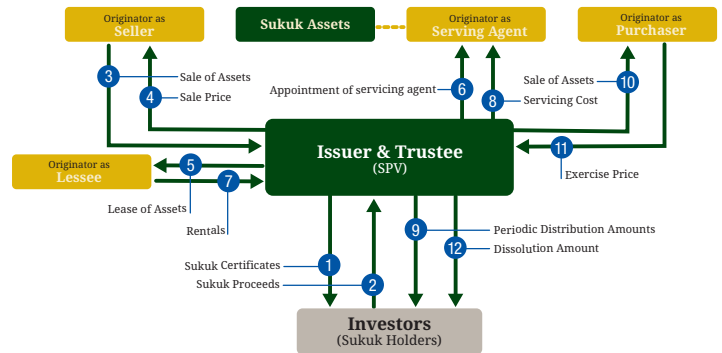 Originator as
Seller
Sukuk Assets
Originator as
Serving Agent
Originator as
Purchaser
3
Sale of Assets
4
Sale Price
Appointment of servicing agent
6
8
Servicing Cost
Sale of Assets
10
Issuer & Trustee
(SPV)
11
Exercise Price
Originator as
Lessee
5
7
Lease of Assets
Rentals
9
Periodic Distribution Amounts
12
Dissolution Amount
Sukuk Certificates
1
Sukuk Proceeds
2
Investors
(Sukuk Holders)